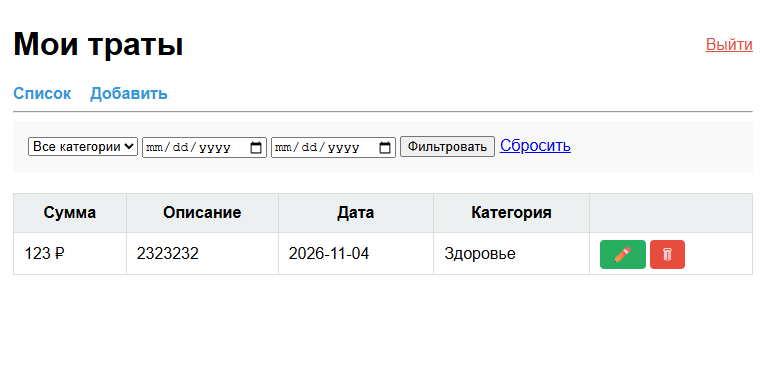 Мои траты
Выйти
Список Добавить
Все категории mm/dd/yyyy mm/dd/yyyy Фильтровать Сбросить
Сумма Описание Дата Категория
123 ₽ 2323232 2026-11-04 Здоровье